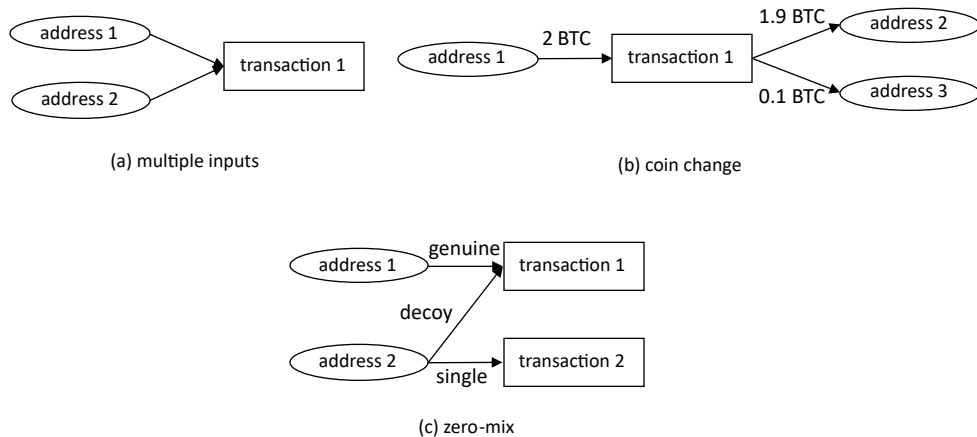 address 1
address 2
transaction 1
(a) multiple inputs
address 1
2 BTC
transaction 1
1.9 BTC
address 2
0.1 BTC
address 3
(b) coin change
address 1
genuine
transaction 1
decoy
address 2
single
transaction 2
(c) zero-mix